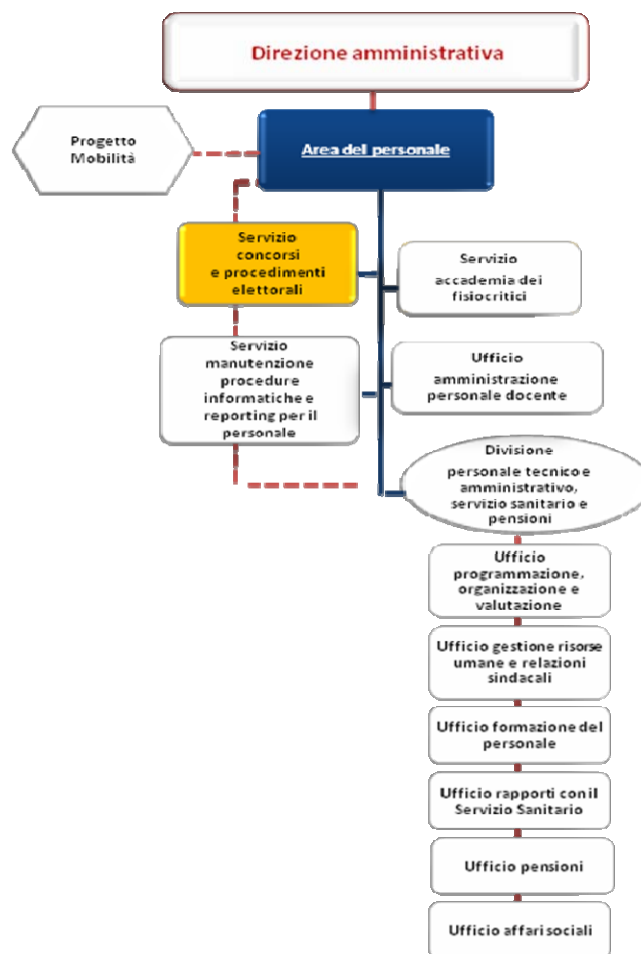 Direzione amministrativa
Progetto
Mobilità
Area del personale
Servizio
concorsi
e procedimenti
elettorali
Servizio
accademia dei
fisiocritici
Servizio
manutenzione
procedure
informatiche e
reporting per il
personale
Ufficio
amministrazione
personale docente
Divisione
personale tecnico e
amministrativo,
servizio sanitario e
pensioni
Ufficio
programmazione,
organizzazione e
valutazione
Ufficio gestione risorse
umane e relazioni
sindacali
Ufficio formazione del
personale
Ufficio rapporti con il
Servizio Sanitario
Ufficio pensioni
Ufficio affari sociali